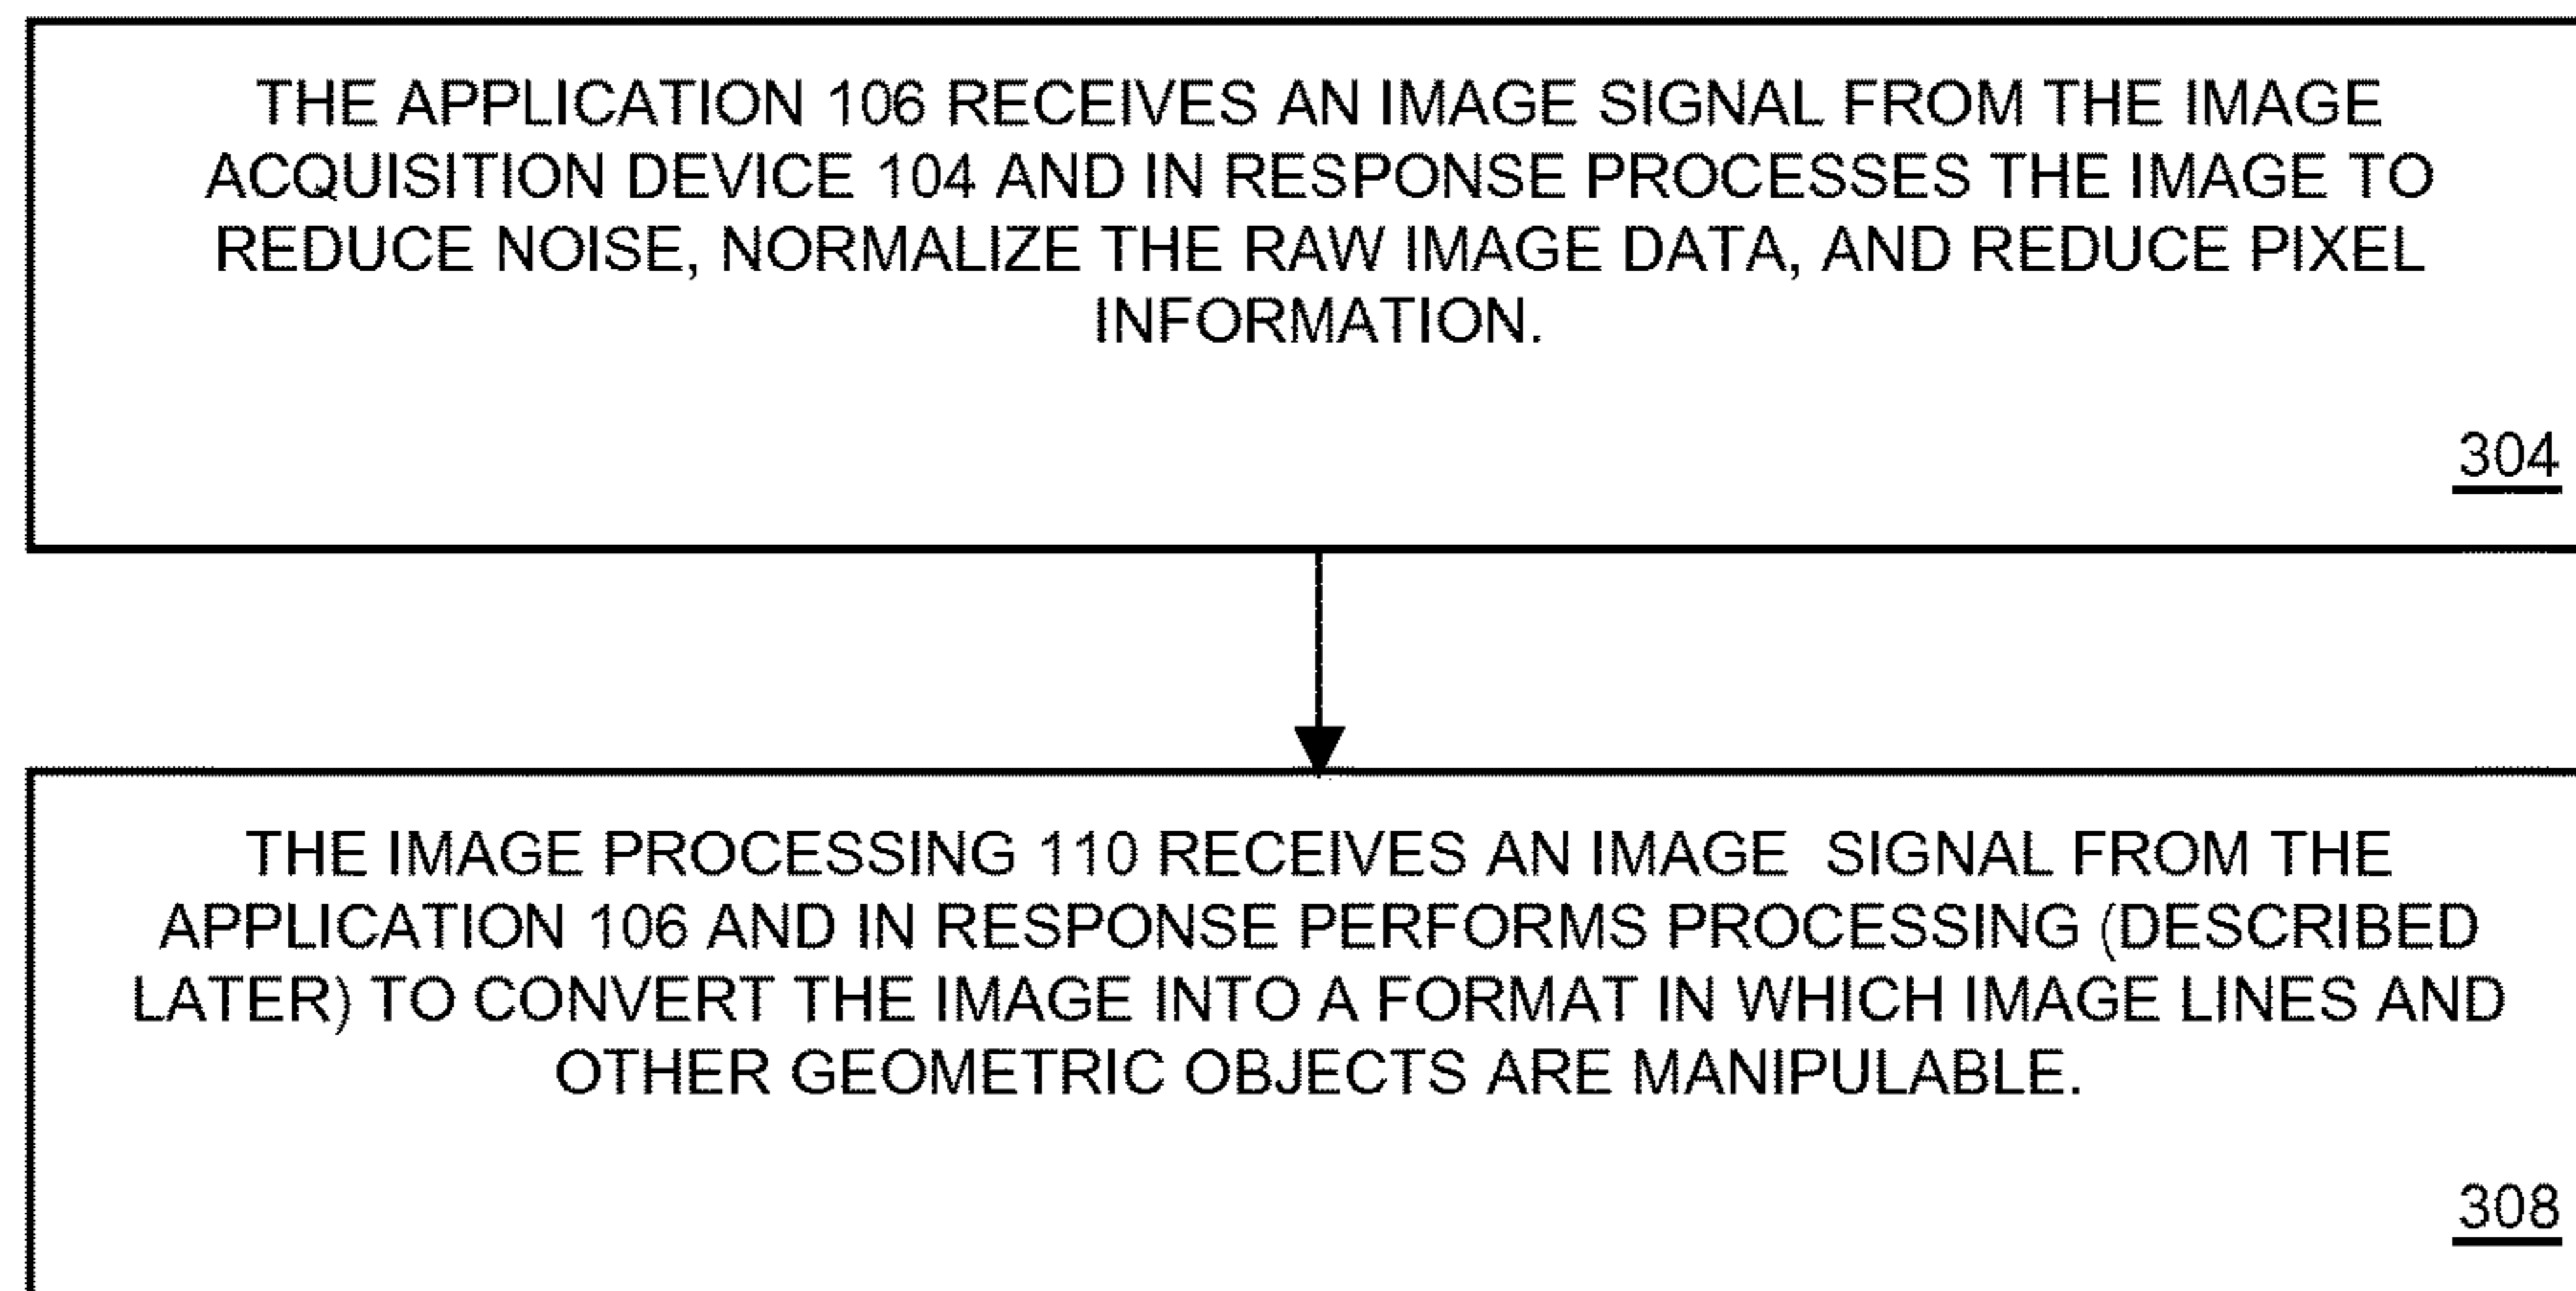 THE APPLICATION 106 RECEIVES AN IMAGE SIGNAL FROM THE IMAGE
ACQUISITION DEVICE 104 AND IN RESPONSE PROCESSES THE IMAGE TO
REDUCE NOISE, NORMALIZE THE RAW IMAGE DATA, AND REDUCE PIXEL
INFORMATION.
304
THE IMAGE PROCESSING 110 RECEIVES AN IMAGE SIGNAL FROM THE
APPLICATION 106 AND IN RESPONSE PERFORMS PROCESSING (DESCRIBED
LATER) TO CONVERT THE IMAGE INTO A FORMAT IN WHICH IMAGE LINES AND
OTHER GEOMETRIC OBJECTS ARE MANIPULABLE.
308